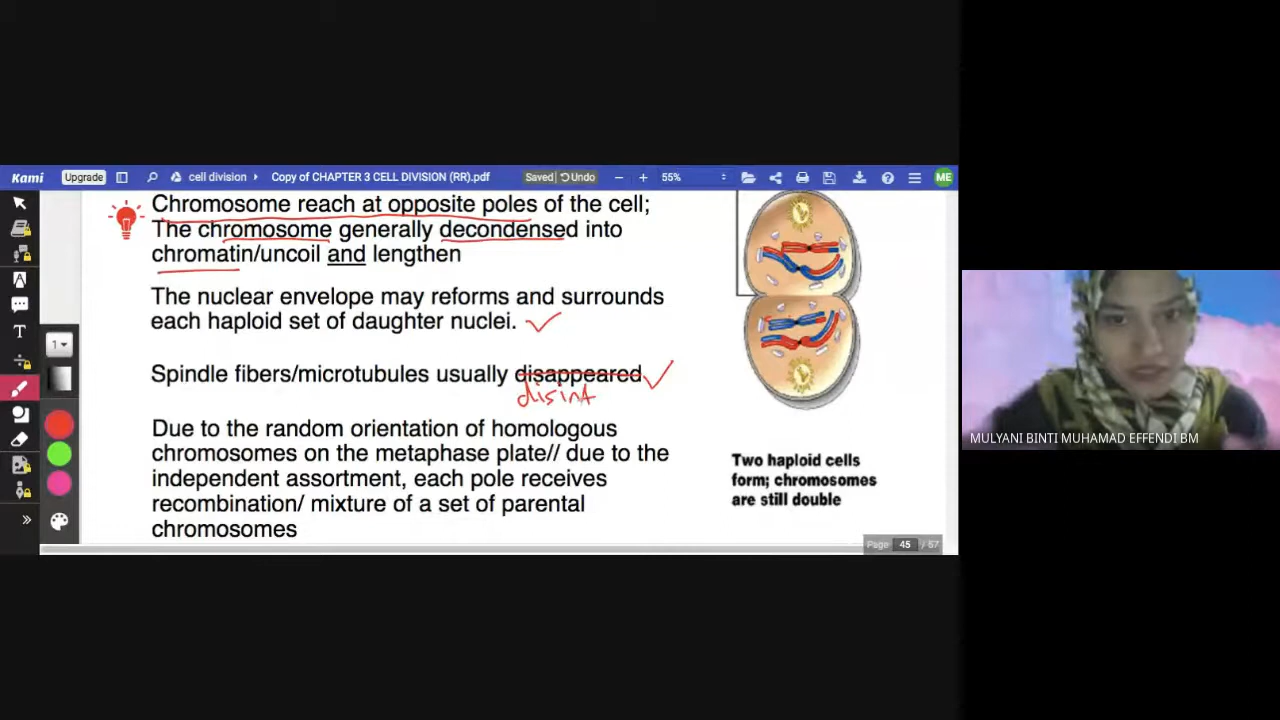 Kami
Upgrade
cell division
Copy of CHAPTER 3 CELL DIVISION (RR).pdf
Saved
Undo
55%
ME
Chromosome reach at opposite poles of the cell;
The chromosome generally decondensed into
chromatin/uncoil and lengthen
The nuclear envelope may reforms and surrounds
each haploid set of daughter nuclei.
1
Spindle fibers/microtubules usually disappeared
disint
T
Due to the random orientation of homologous
chromosomes on the metaphase plate// due to the
independent assortment, each pole receives
recombination/ mixture of a set of parental
chromosomes
Two haploid cells
form; chromosomes
are still double
Page 45 / 57
MULYANI BINTI MUHAMAD EFFENDI BM